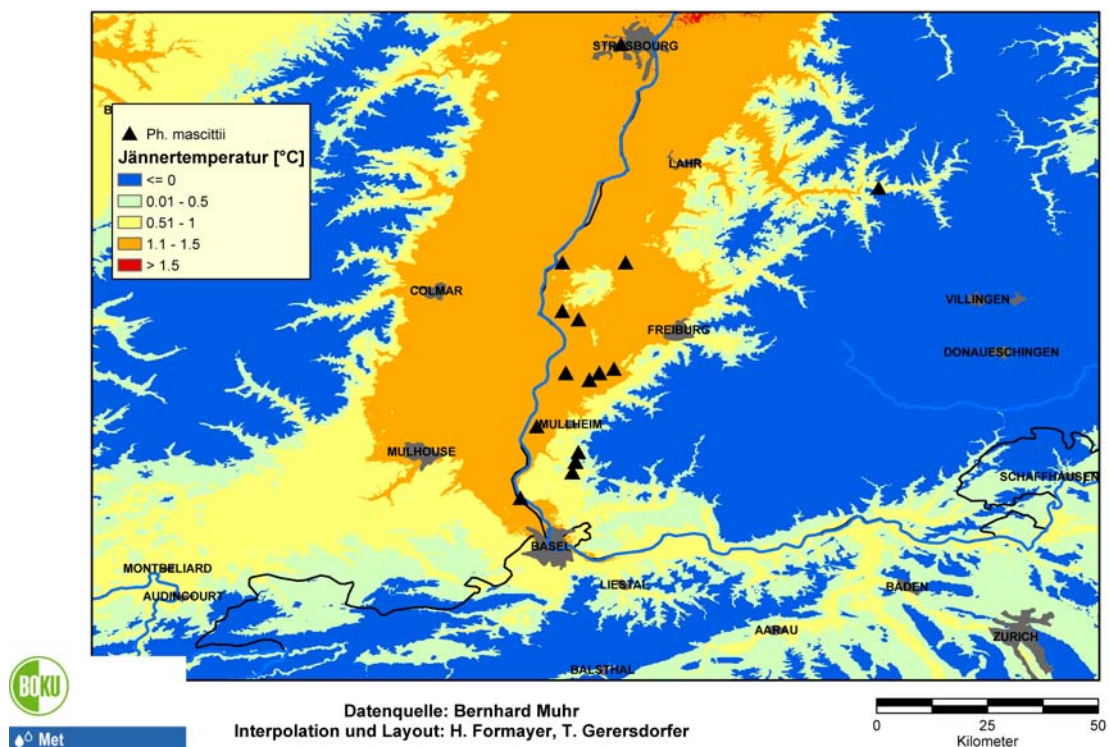 STRASBOURG
B
Ph. mascittii
Jännertemperatur [°C]
<= 0
0.01 - 0.5
0.51 - 1
1.1 - 1.5
> 1.5
LAHR
COLMAR
VILLINGEN
FREIBURG
DONAUESCHINGEN
MULLHEIM
MULHOUSE
SCHAFFHAUSEN
BASEL
MONTBELIARD
LIESTAL
BADEN
AUDINCOURT
AARAU
ZURICH
BALSTHAL
BOKU
Met
Datenquelle: Bernhard Muhr
Interpolation und Layout: H. Formayer, T. Gerersdorfer
0 25 50
Kilometer